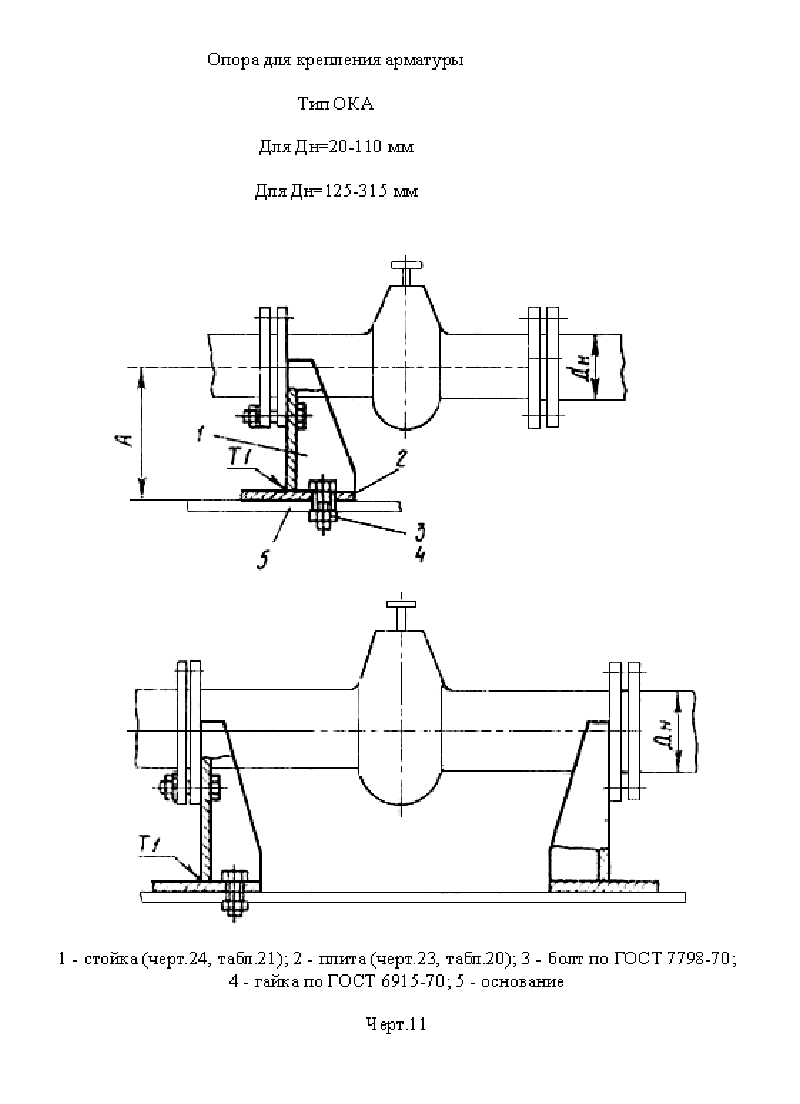 Опора для крепления арматуры
Тип ОКА
Для Дн=20-110 мм
Для Дн=125-315 мм
Дн
А
1
Т1
2
3
4
5
Дн
Т1
1 - стойка (черт.24, табл.21); 2 - плита (черт.23, табл.20); 3 - болт по ГОСТ 7798-70;
4 - гайка по ГОСТ 6915-70; 5 - основание
Черт.11